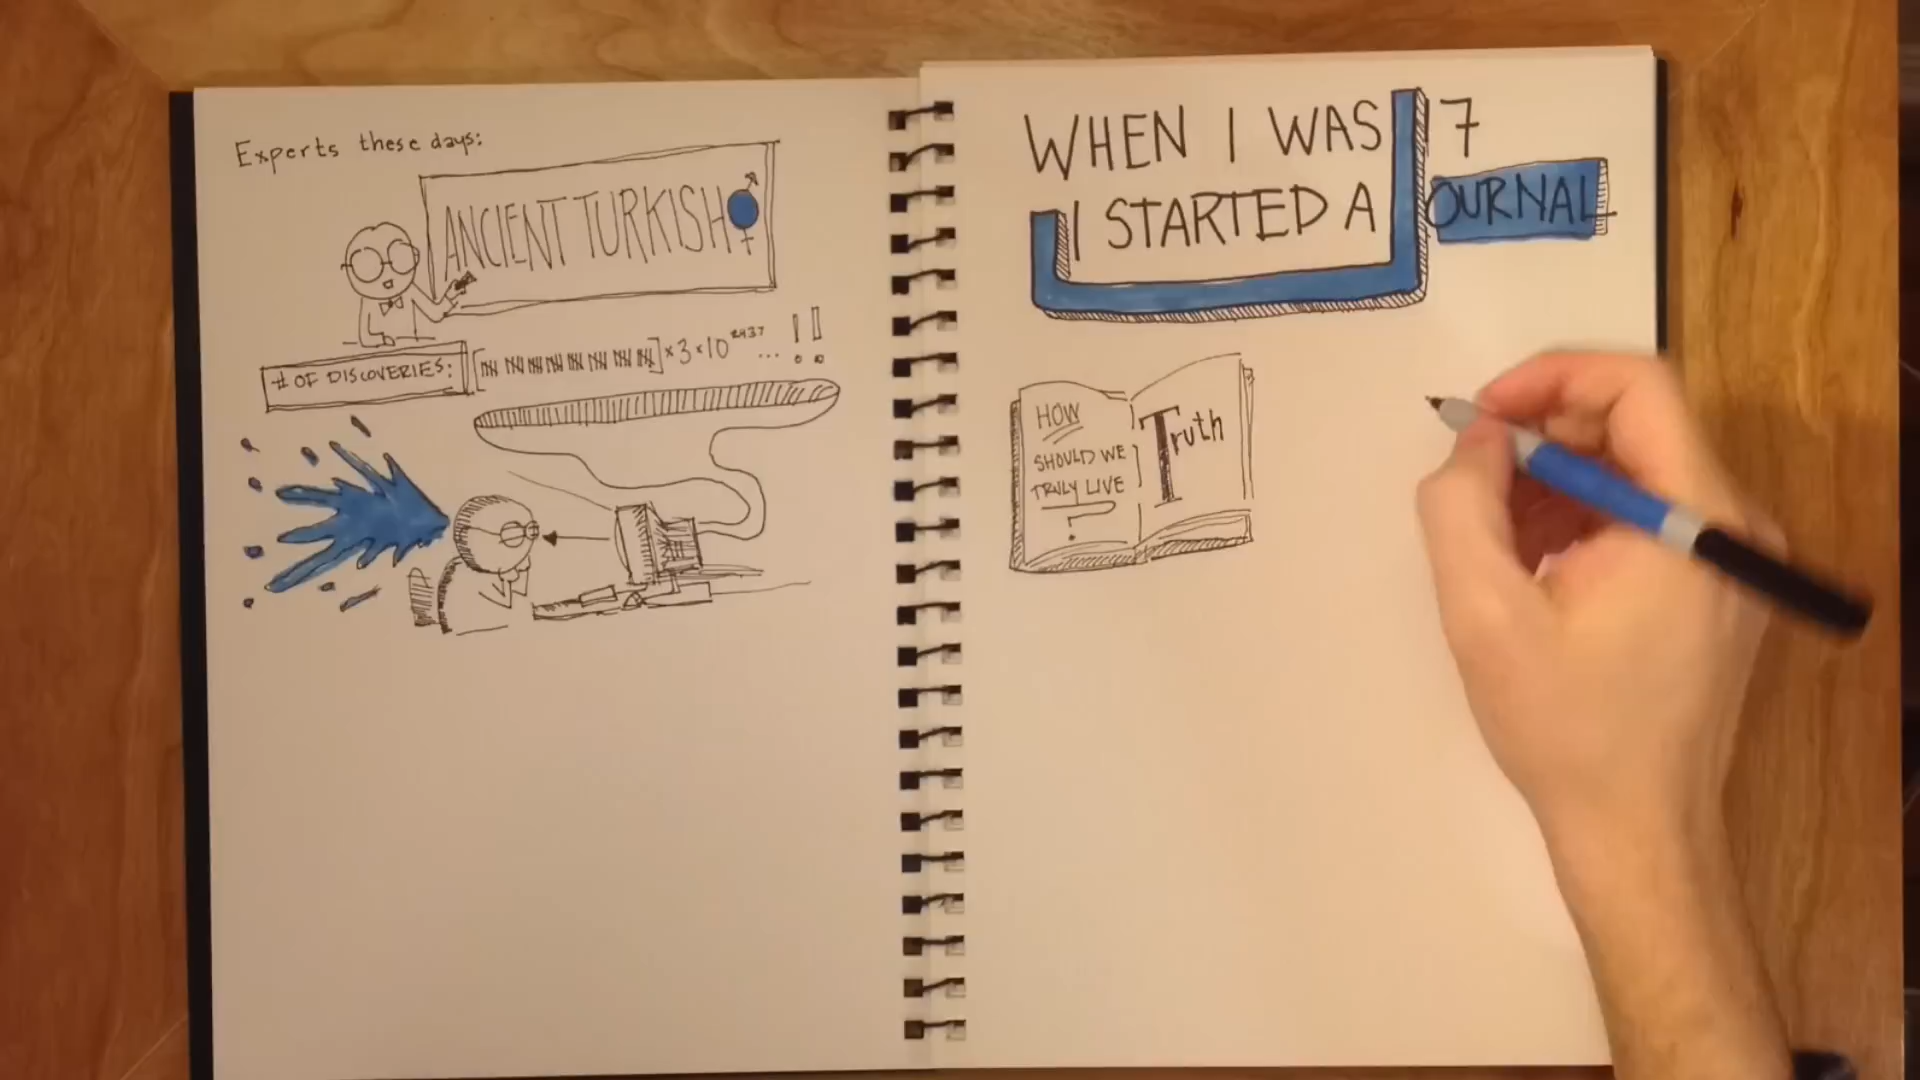 Experts these days:
ANCIENT TURKISH
# OF DISCOVERIES:
x 3 x 10^2437 ... !!
WHEN I WAS 17
I STARTED A JOURNAL
HOW
SHOULD WE
TRULY LIVE
?
Truth